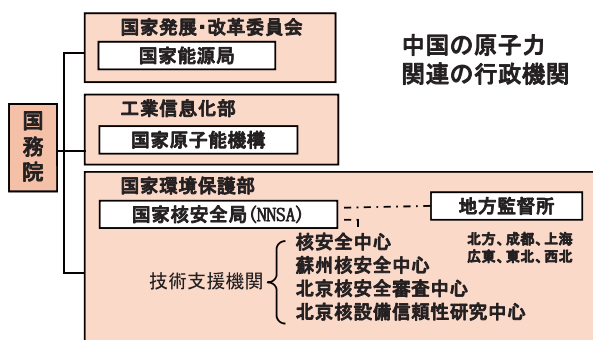 中国の原子力
関連の行政機関
国務院
国家発展・改革委員会
国家能源局
工業信息化部
国家原子能機構
国家環境保護部
国家核安全局(NNSA)
地方監督所
北方、成都、上海
広東、東北、西北
技術支援機関
核安全中心
蘇州核安全中心
北京核安全審査中心
北京核設備信頼性研究中心